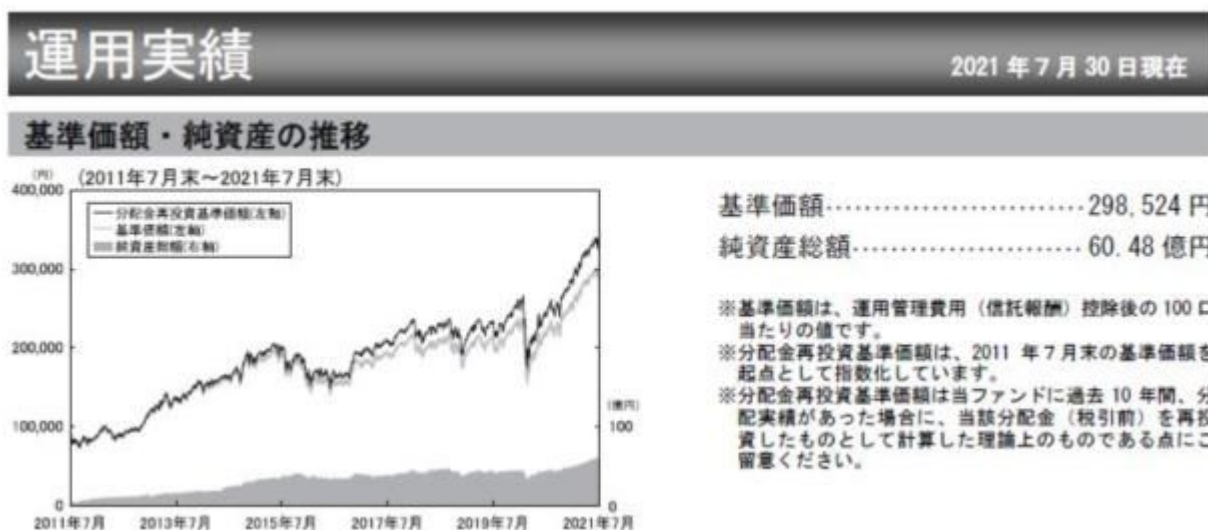 運用実績
2021 年 7 月 30 日現在
基準価額・純資産の推移
(円) (2011年7月末～2021年7月末)
400,000
分配金再投資基準価額(左軸)
基準価額(左軸)
純資産総額(右軸)
300,000
200,000
100,000
0
(億円)
100
0
2011年7月 2013年7月 2015年7月 2017年7月 2019年7月 2021年7月
基準価額･･････････････････････････298,524 円
純資産総額････････････････････････60.48 億円
※基準価額は、運用管理費用（信託報酬）控除後の 100 口
当たりの値です。
※分配金再投資基準価額は、2011 年７月末の基準価額を
起点として指数化しています。
※分配金再投資基準価額は当ファンドに過去 10 年間、分
配実績があった場合に、当該分配金（税引前）を再投
資したものとして計算した理論上のものである点にご
留意ください。